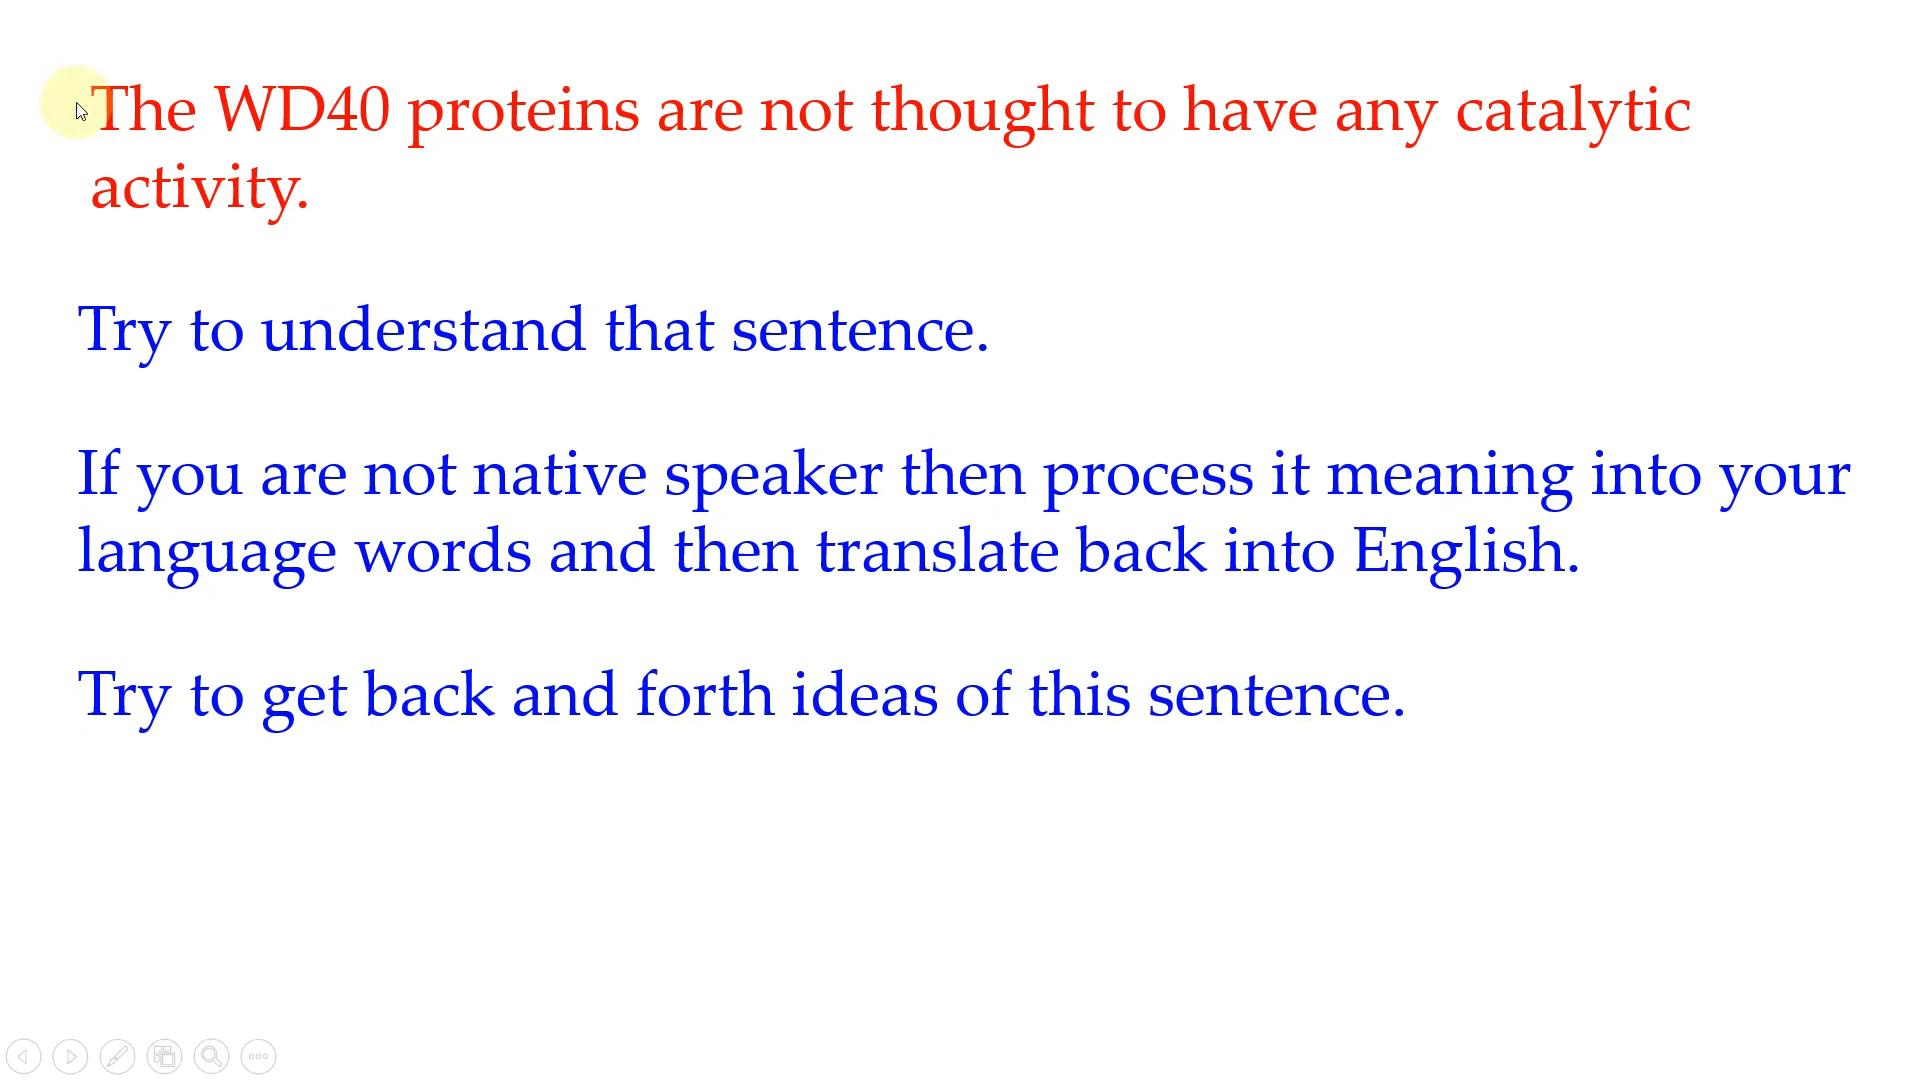 The WD40 proteins are not thought to have any catalytic
activity.
Try to understand that sentence.
If you are not native speaker then process it meaning into your
language words and then translate back into English.
Try to get back and forth ideas of this sentence.